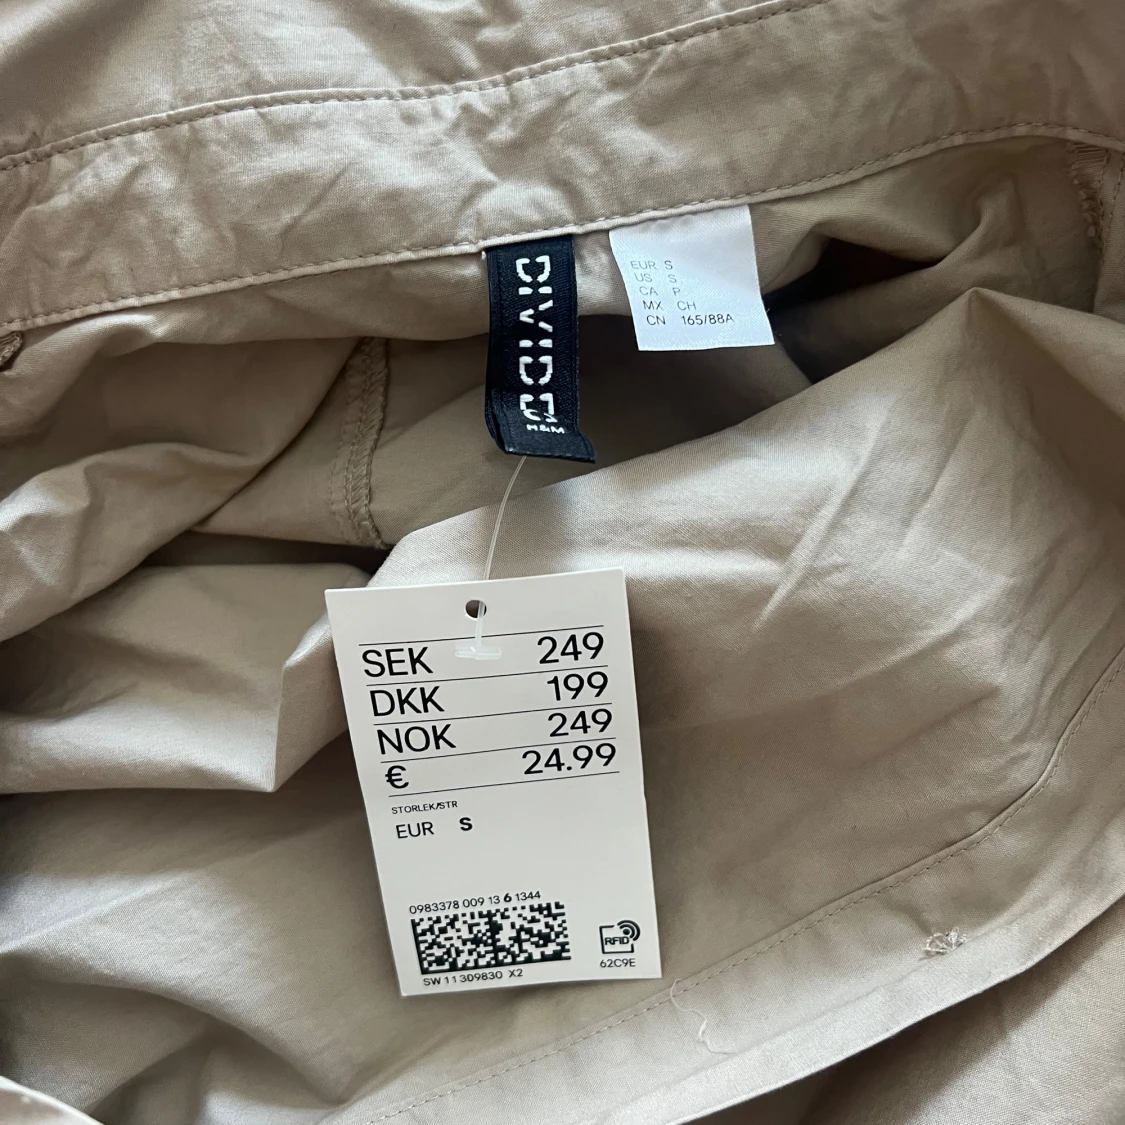 DIVIDED
H&M
EUR S
US S
CA P
MX CH
CN 165/88A
SEK 249
DKK 199
NOK 249
€ 24.99
STORLEK/STR
EUR S
0983378 009 13 6 1344
RFID
62C9E
SW 11309830 X2